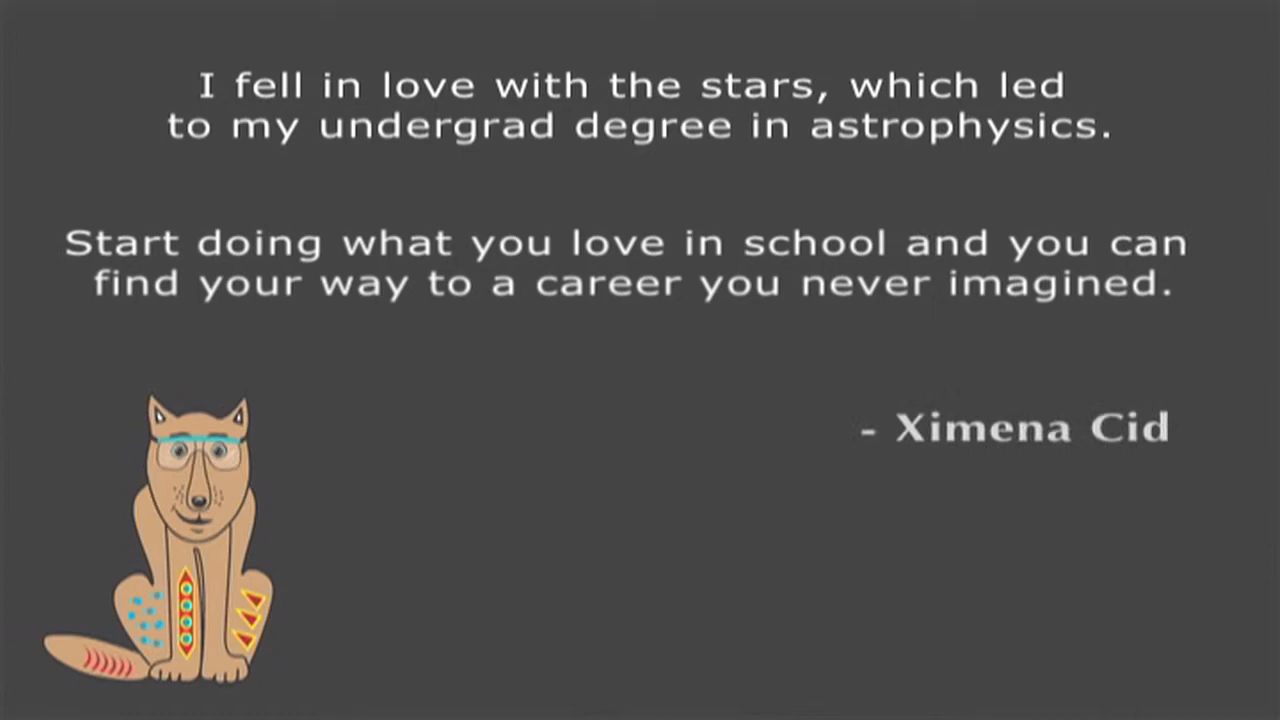 I fell in love with the stars, which led
to my undergrad degree in astrophysics.
Start doing what you love in school and you can
find your way to a career you never imagined.
- Ximena Cid